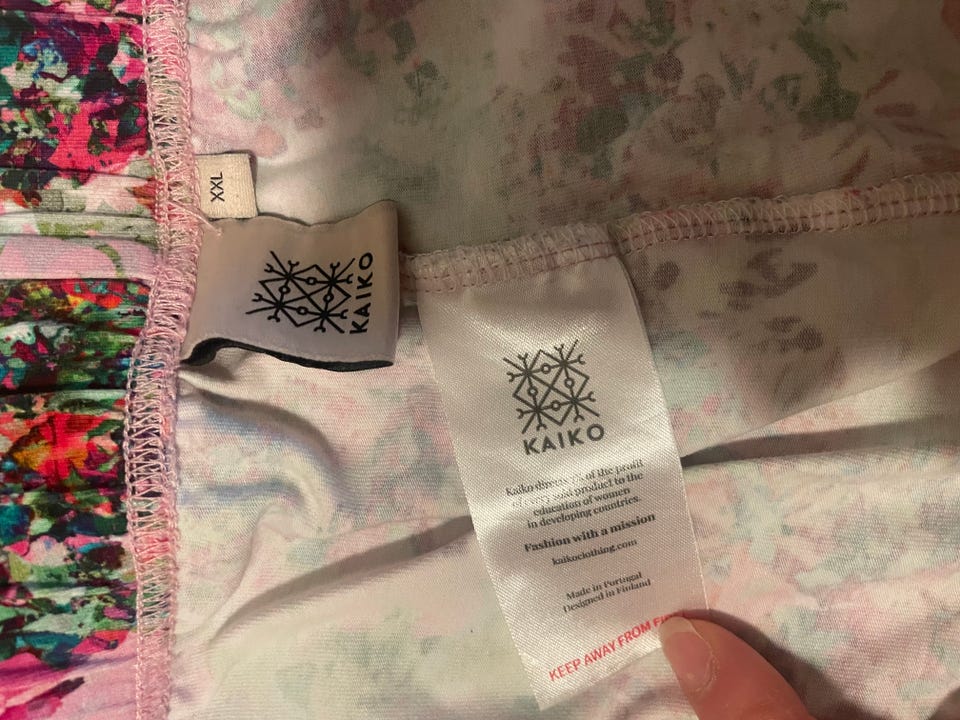 XXL
KAIKO
KAIKO
Kaiko directs of the profit
of every sold product to the
education of women
in developing countries.
Fashion with a mission
kaikoclothing.com
Made in Portugal
Designed in Finland
KEEP AWAY FROM